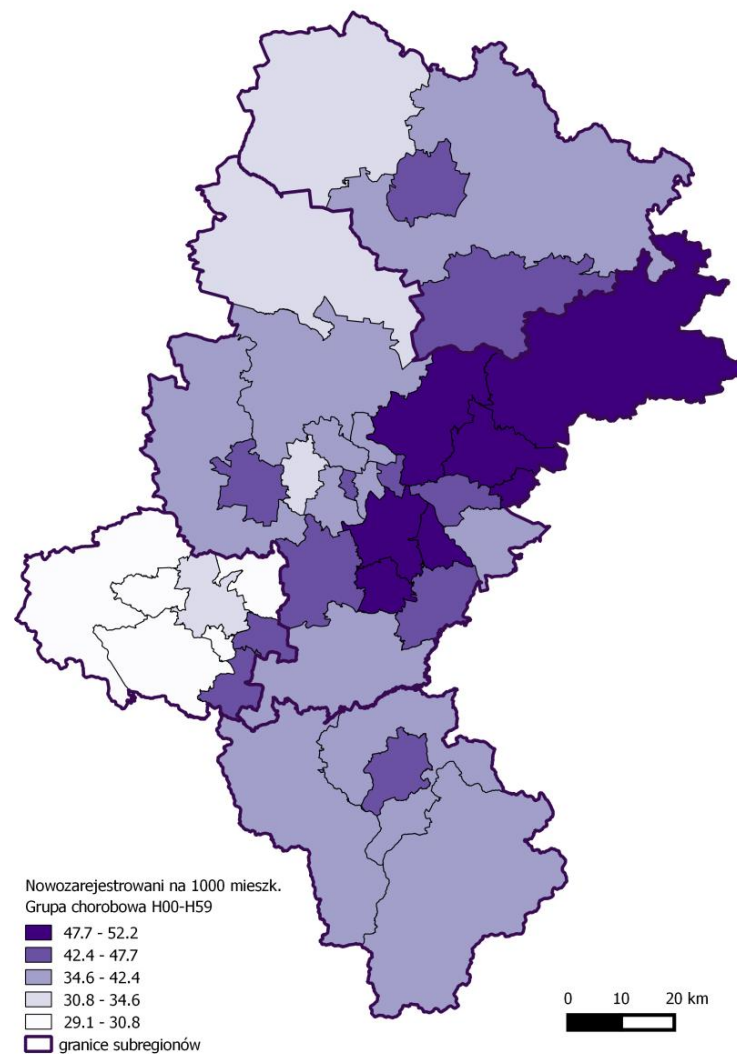 Nowozarejestrowani na 1000 mieszk.
Grupa chorobowa H00-H59
47.7 - 52.2
42.4 - 47.7
34.6 - 42.4
30.8 - 34.6
29.1 - 30.8
granice subregionów
0 10 20 km